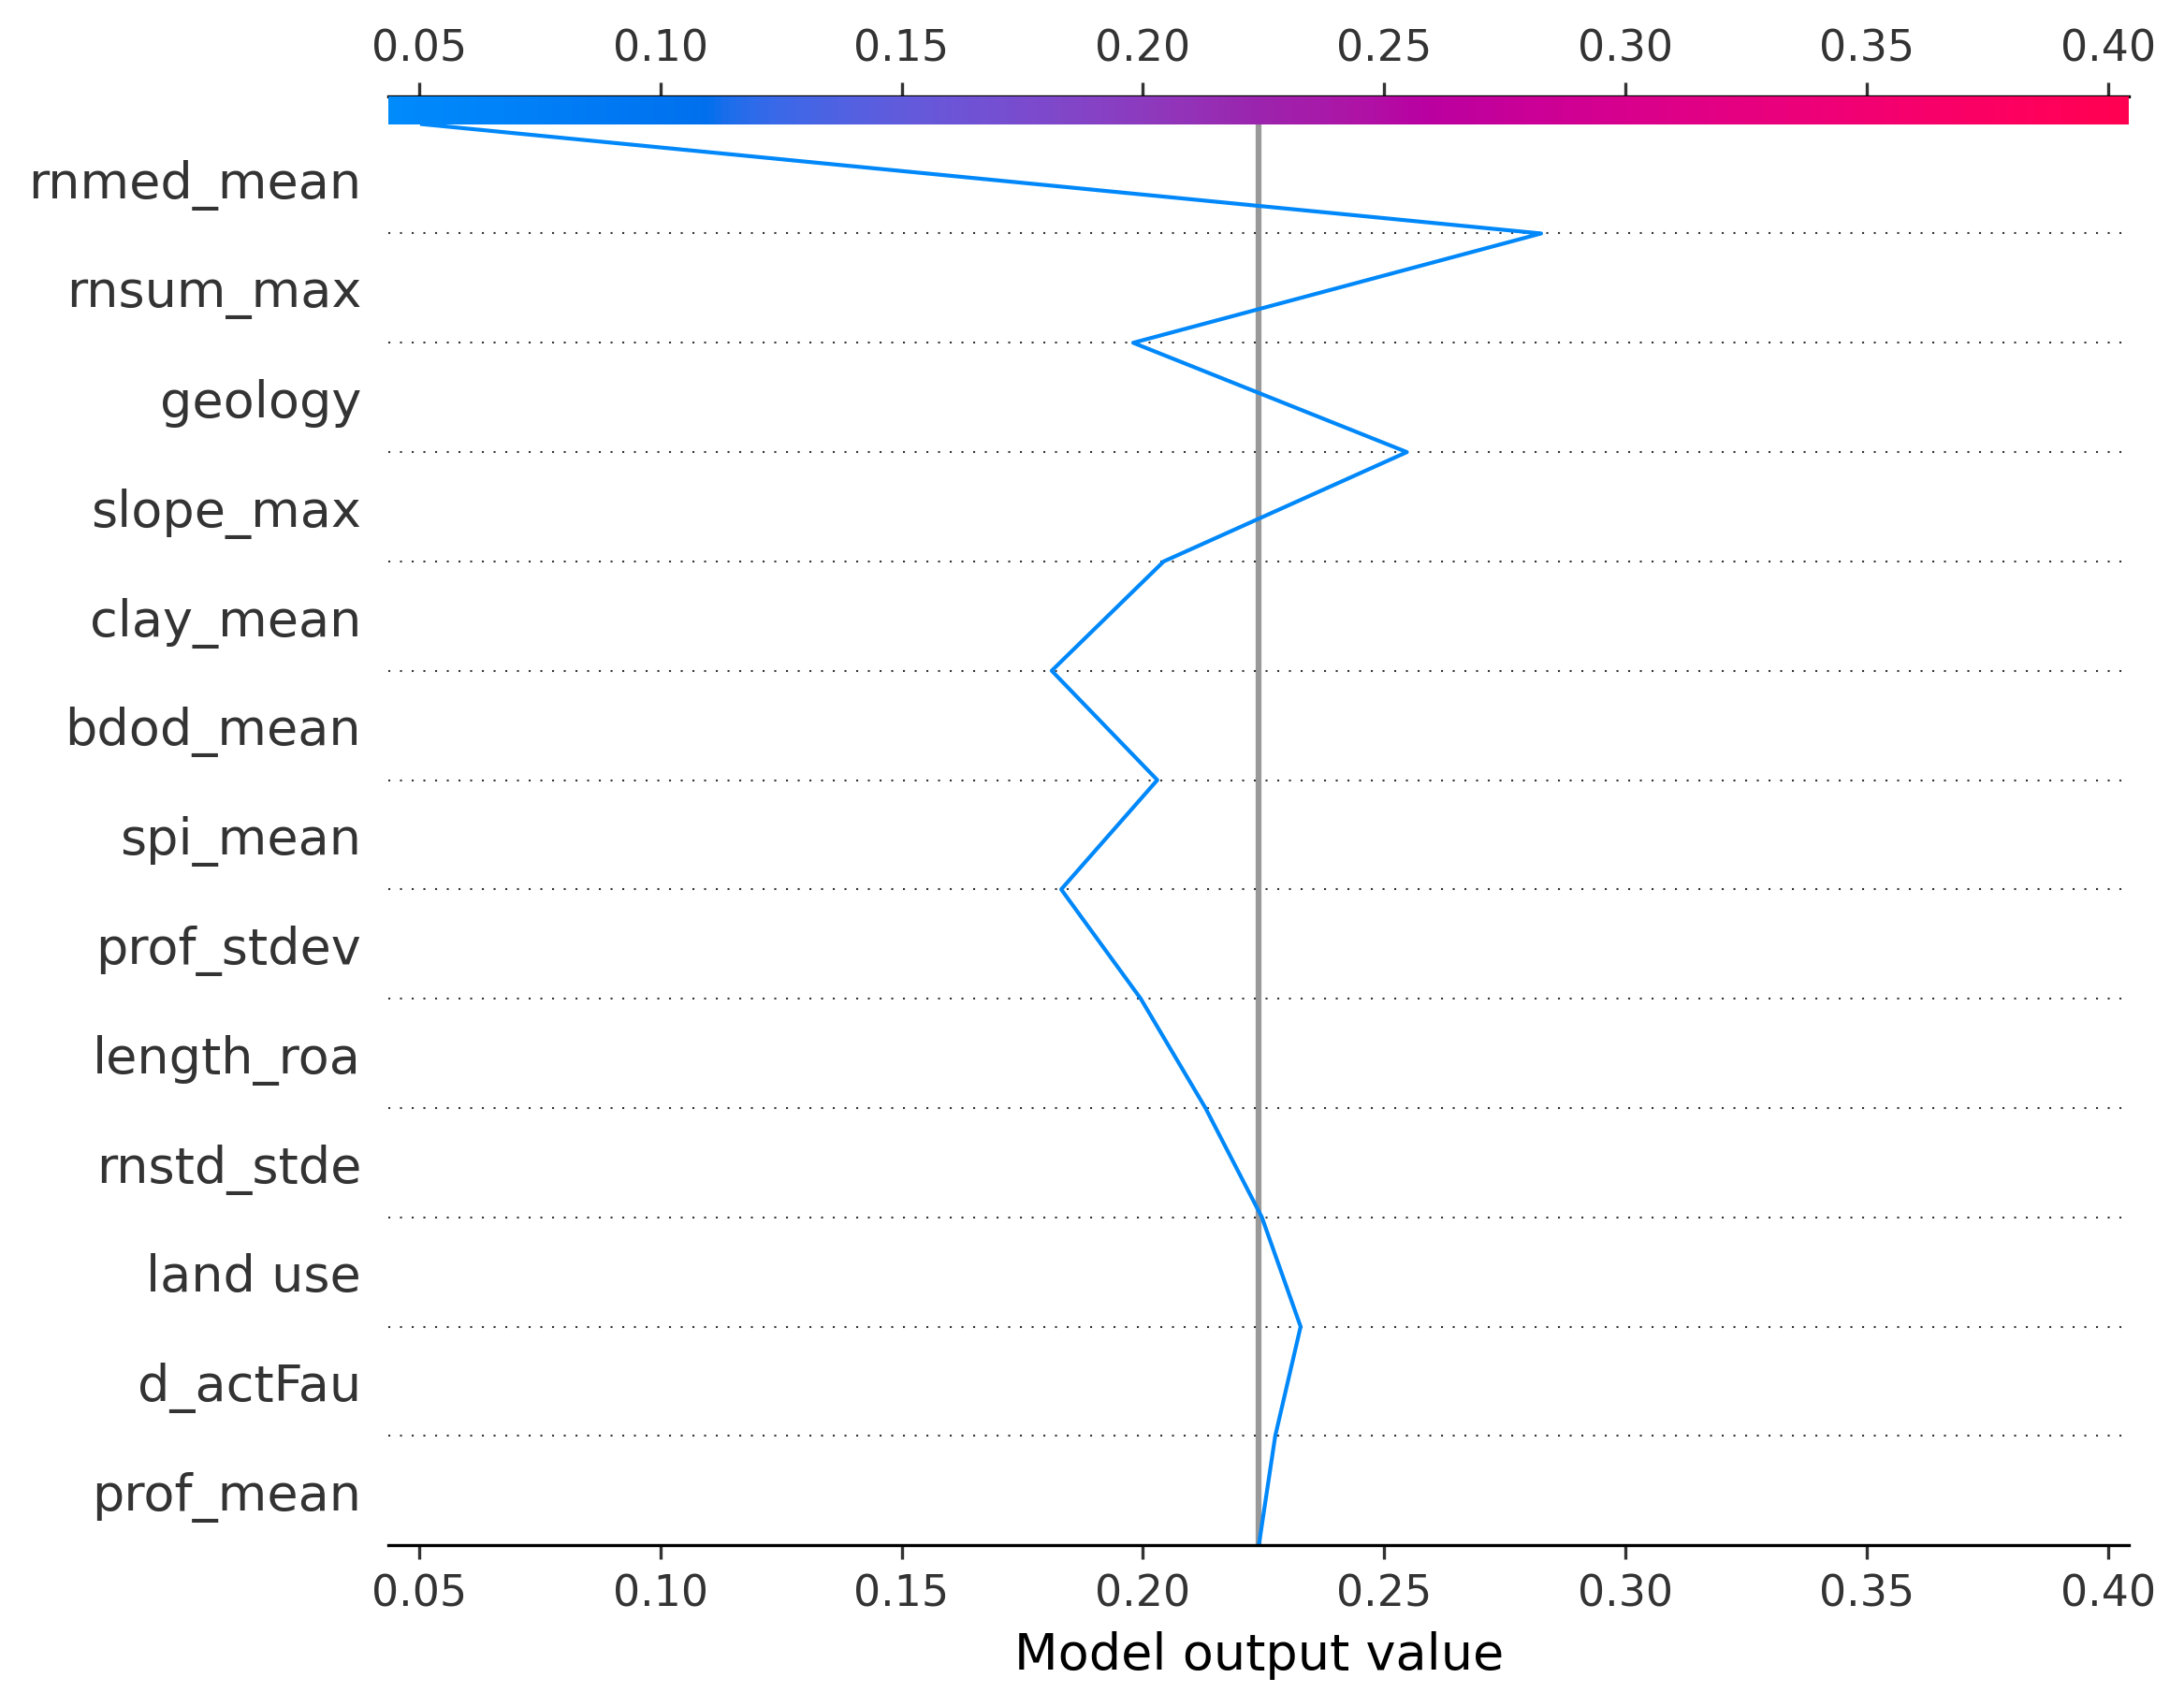 0.05 0.10 0.15 0.20 0.25 0.30 0.35 0.40
rnmed_mean
rnsum_max
geology
slope_max
clay_mean
bdod_mean
spi_mean
prof_stdev
length_roa
rnstd_stde
land use
d_actFau
prof_mean
0.05 0.10 0.15 0.20 0.25 0.30 0.35 0.40
Model output value